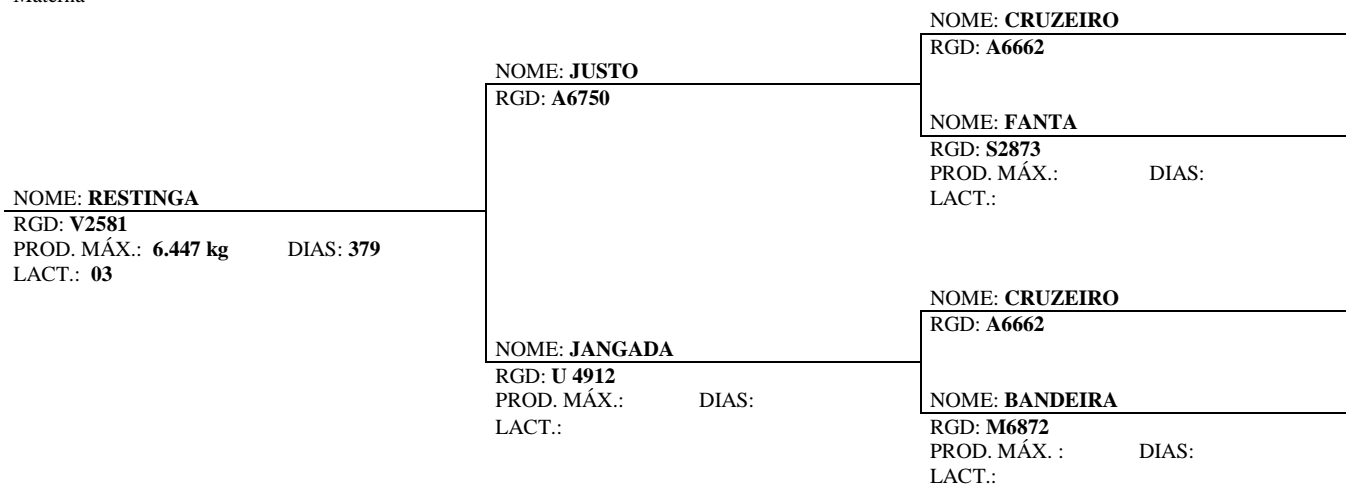 NOME: CRUZEIRO
RGD: A6662
NOME: JUSTO
RGD: A6750
NOME: FANTA
RGD: S2873
PROD. MÁX.: DIAS:
LACT.:
NOME: RESTINGA
RGD: V2581
PROD. MÁX.: 6.447 kg DIAS: 379
LACT.: 03
NOME: CRUZEIRO
RGD: A6662
NOME: JANGADA
RGD: U 4912
PROD. MÁX.: DIAS:
LACT.:
NOME: BANDEIRA
RGD: M6872
PROD. MÁX. : DIAS:
LACT.: